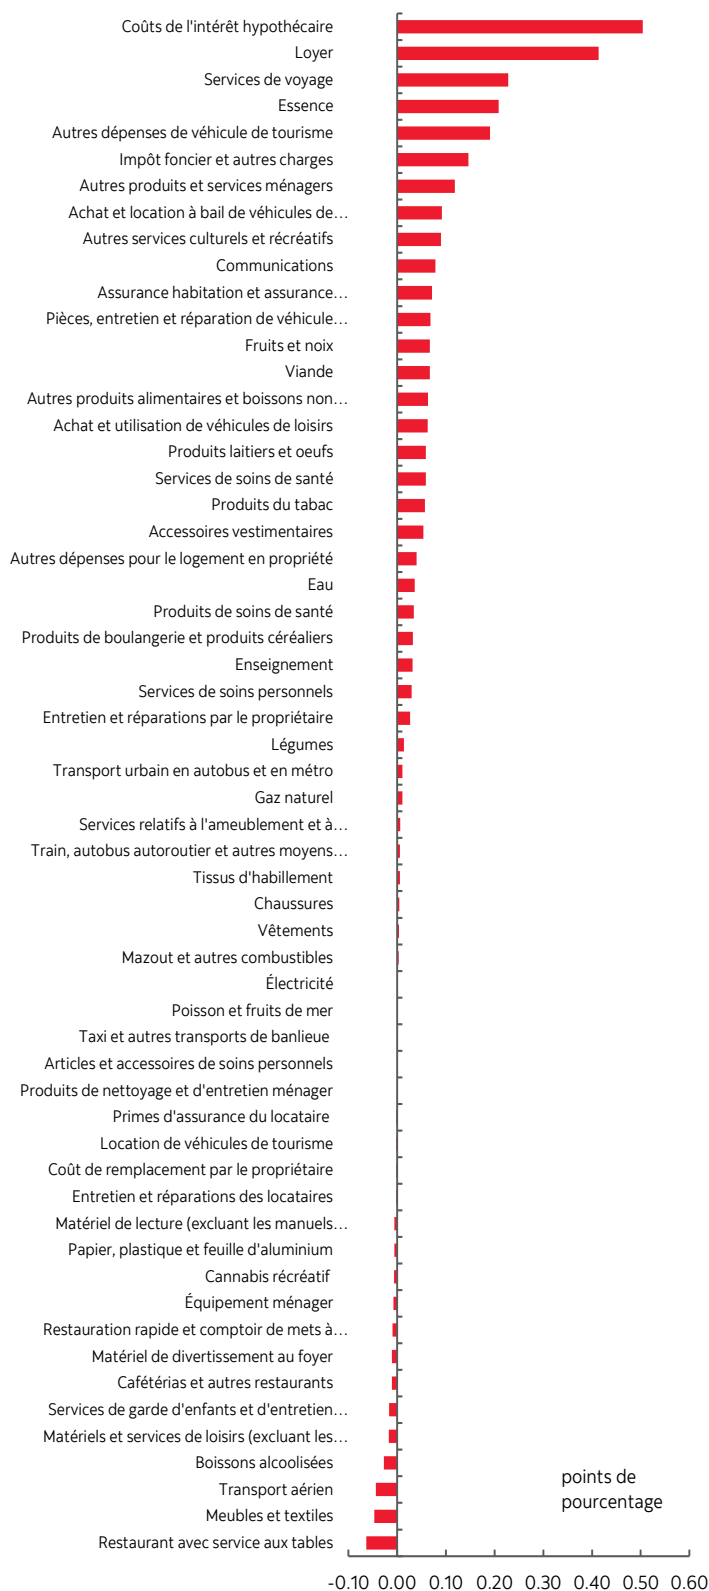 Coûts de l'intérêt hypothécaire
Loyer
Services de voyage
Essence
Autres dépenses de véhicule de tourisme
Impôt foncier et autres charges
Autres produits et services ménagers
Achat et location à bail de véhicules de…
Autres services culturels et récréatifs
Communications
Assurance habitation et assurance…
Pièces, entretien et réparation de véhicule…
Fruits et noix
Viande
Autres produits alimentaires et boissons non…
Achat et utilisation de véhicules de loisirs
Produits laitiers et oeufs
Services de soins de santé
Produits du tabac
Accessoires vestimentaires
Autres dépenses pour le logement en propriété
Eau
Produits de soins de santé
Produits de boulangerie et produits céréaliers
Enseignement
Services de soins personnels
Entretien et réparations par le propriétaire
Légumes
Transport urbain en autobus et en métro
Gaz naturel
Services relatifs à l'ameublement et à…
Train, autobus autoroutier et autres moyens…
Tissus d'habillement
Chaussures
Vêtements
Mazout et autres combustibles
Électricité
Poisson et fruits de mer
Taxi et autres transports de banlieue
Articles et accessoires de soins personnels
Produits de nettoyage et d'entretien ménager
Primes d'assurance du locataire
Location de véhicules de tourisme
Coût de remplacement par le propriétaire
Entretien et réparations des locataires
Matériel de lecture (excluant les manuels…
Papier, plastique et feuille d'aluminium
Cannabis récréatif
Équipement ménager
Restauration rapide et comptoir de mets à…
Matériel de divertissement au foyer
Cafétérias et autres restaurants
Services de garde d'enfants et d'entretien…
Matériels et services de loisirs (excluant les…
Boissons alcoolisées
Transport aérien
Meubles et textiles
Restaurant avec service aux tables
points de
pourcentage
-0.10 0.00 0.10 0.20 0.30 0.40 0.50 0.60